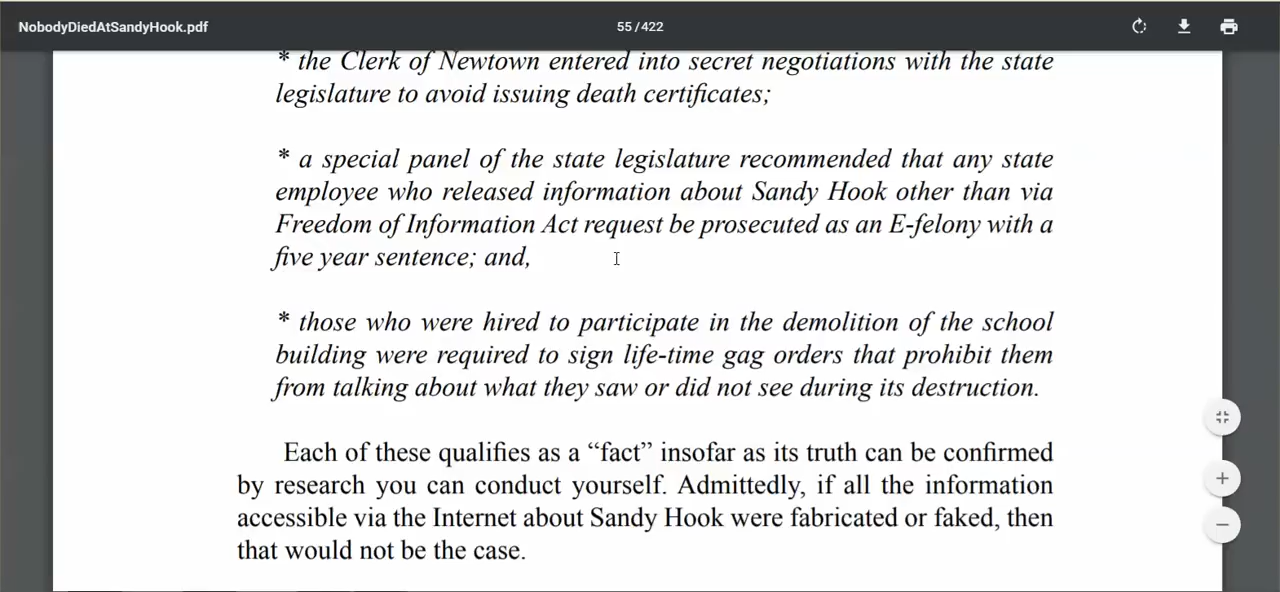 NobodyDiedAtSandyHook.pdf
55 / 422
* the Clerk of Newtown entered into secret negotiations with the state
legislature to avoid issuing death certificates;
* a special panel of the state legislature recommended that any state
employee who released information about Sandy Hook other than via
Freedom of Information Act request be prosecuted as an E-felony with a
five year sentence; and,
* those who were hired to participate in the demolition of the school
building were required to sign life-time gag orders that prohibit them
from talking about what they saw or did not see during its destruction.
Each of these qualifies as a “fact” insofar as its truth can be confirmed
by research you can conduct yourself. Admittedly, if all the information
accessible via the Internet about Sandy Hook were fabricated or faked, then
that would not be the case.